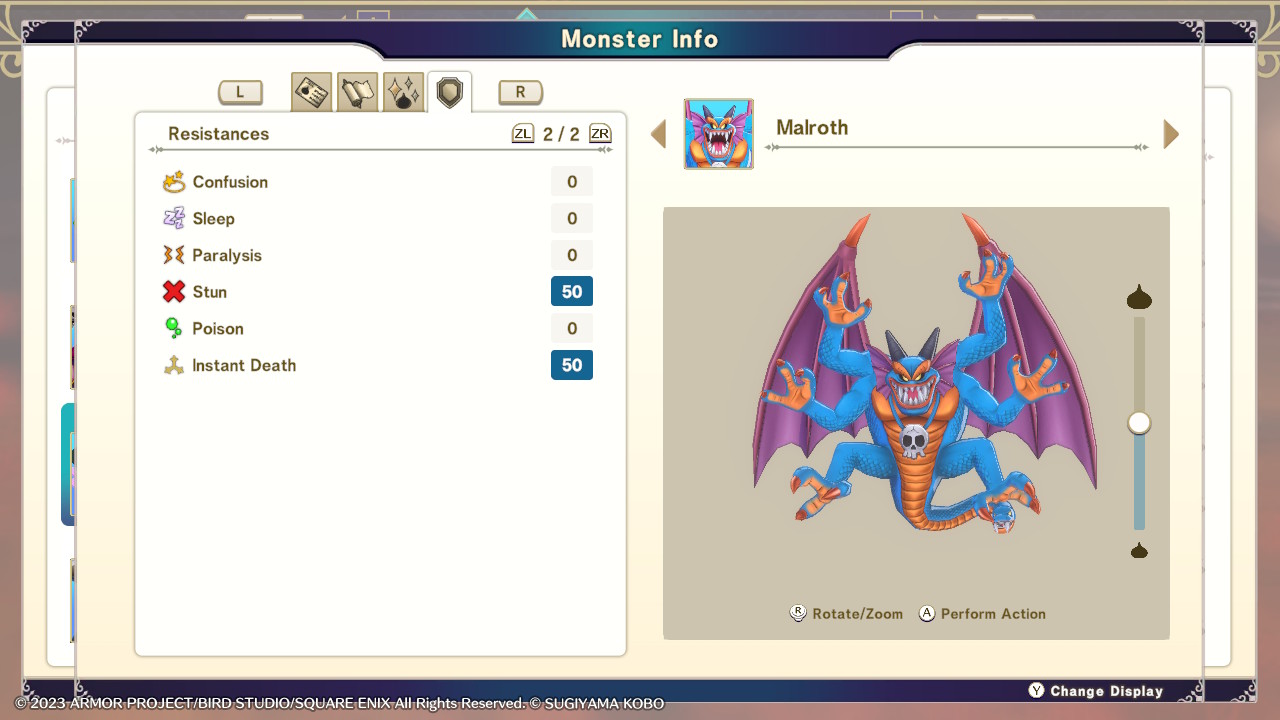 Monster Info
L
R
Resistances
ZL 2 / 2 ZR
Confusion 0
Sleep 0
Paralysis 0
Stun 50
Poison 0
Instant Death 50
Malroth
R Rotate/Zoom A Perform Action
Y Change Display
© 2023 ARMOR PROJECT/BIRD STUDIO/SQUARE ENIX All Rights Reserved. © SUGIYAMA KOBO